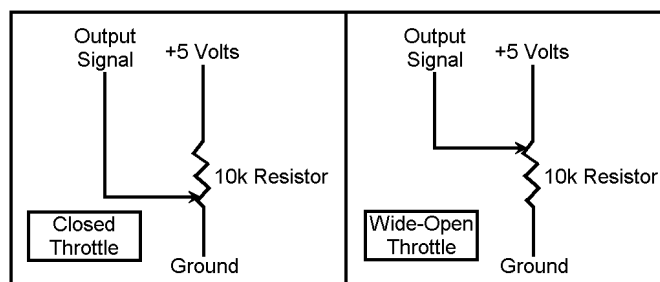 Output
Signal
+5 Volts
10k Resistor
Closed
Throttle
Ground
Output
Signal
+5 Volts
10k Resistor
Wide-Open
Throttle
Ground